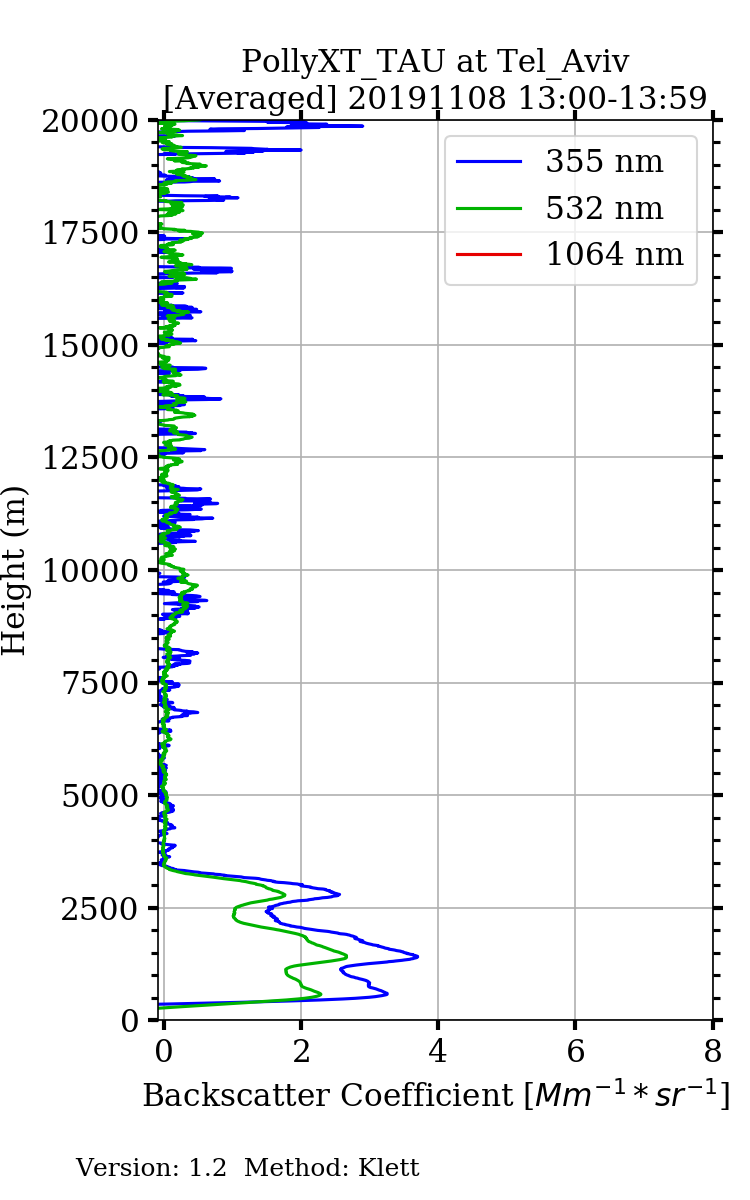 PollyXT_TAU at Tel_Aviv
[Averaged] 20191108 13:00-13:59
355 nm
532 nm
1064 nm
20000
17500
15000
12500
10000
7500
5000
2500
0
Height (m)
0 2 4 6 8
Backscatter Coefficient [Mm⁻¹ * sr⁻¹]
Version: 1.2  Method: Klett